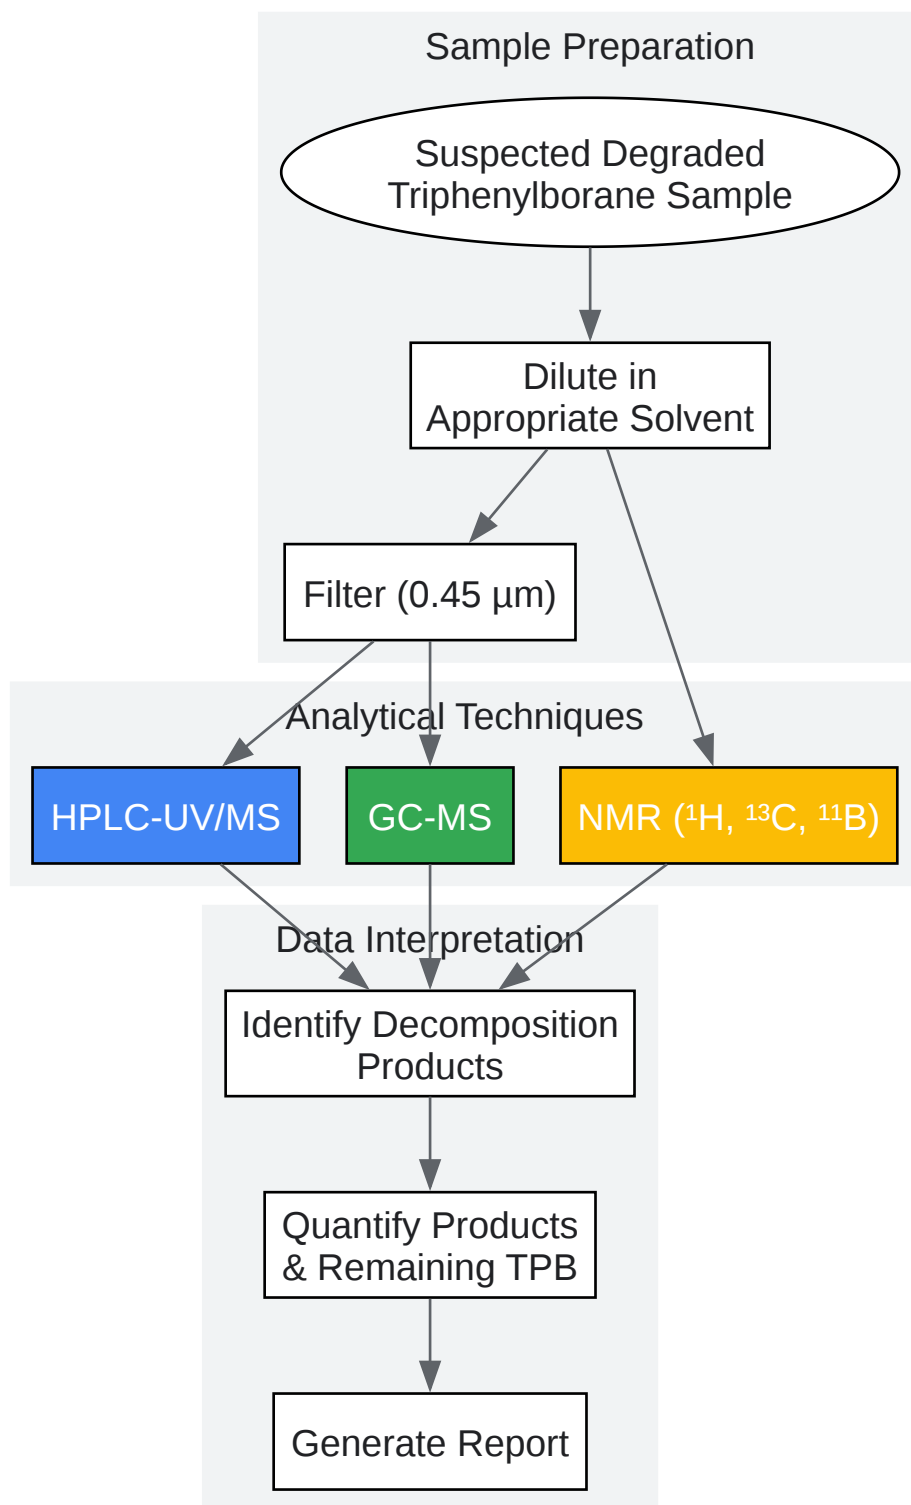 Sample Preparation
Suspected Degraded
Triphenylborane Sample
Dilute in
Appropriate Solvent
Filter (0.45 µm)
Analytical Techniques
HPLC-UV/MS
GC-MS
NMR (¹H, ¹³C, ¹¹B)
Data Interpretation
Identify Decomposition
Products
Quantify Products
& Remaining TPB
Generate Report